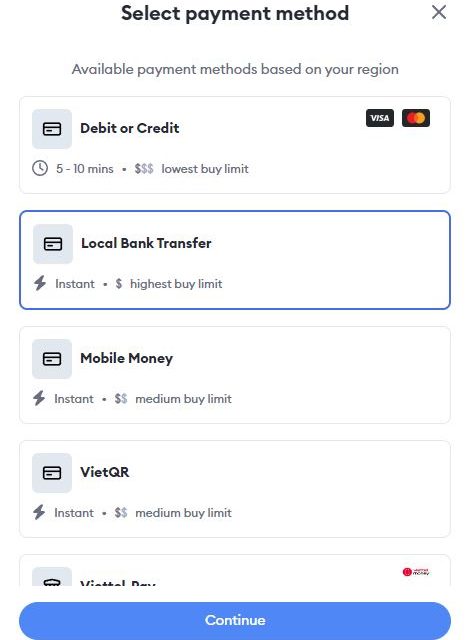 Select payment method
Available payment methods based on your region
Debit or Credit
VISA
5 - 10 mins • $$$ lowest buy limit
Local Bank Transfer
Instant • $ highest buy limit
Mobile Money
Instant • $$ medium buy limit
VietQR
Instant • $$ medium buy limit
Viettel Pay
Continue